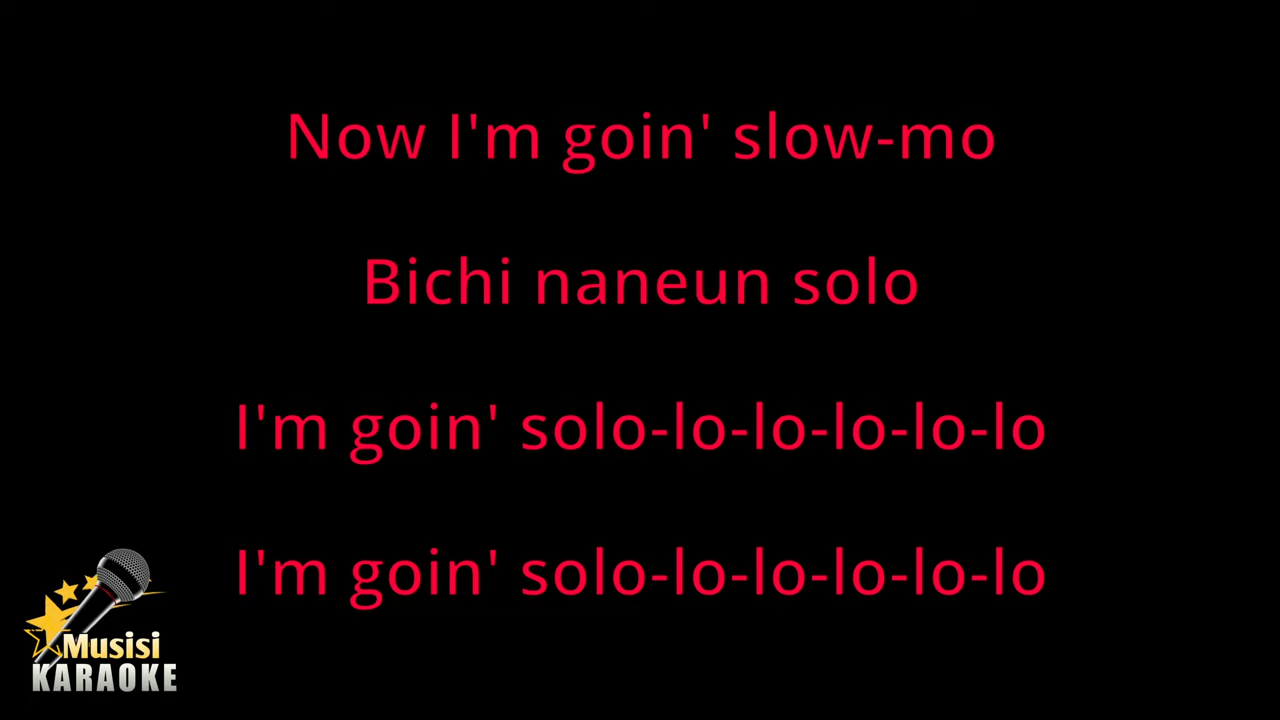 Now I'm goin' slow-mo
Bichi naneun solo
I'm goin' solo-lo-lo-lo-lo-lo
I'm goin' solo-lo-lo-lo-lo-lo
Musisi
KARAOKE